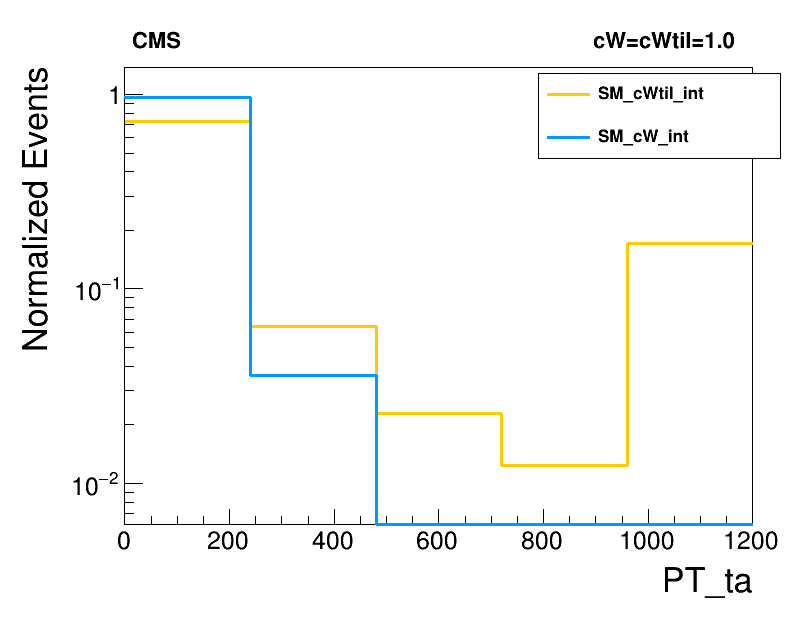 CMS
cW=cWtil=1.0
SM_cWtil_int
SM_cW_int
Normalized Events
1
10−1
10−2
0 200 400 600 800 1000 1200
PT_ta